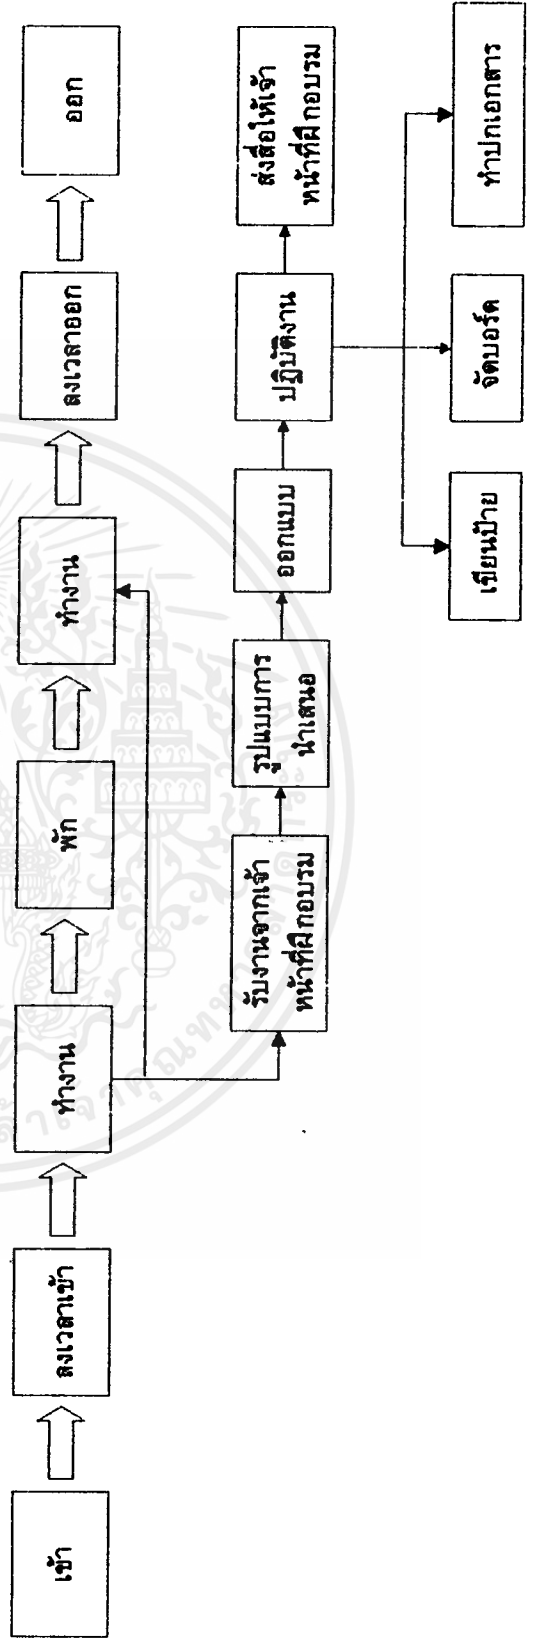 เข้า
ลงเวลาเข้า
ทำงาน
พัก
ทำงาน
ลงเวลาออก
ออก
รับงานจากเจ้า
หน้าที่ฝึกอบรม
รูปแบบการ
นำเสนอ
ออกแบบ
ปฏิบัติงาน
ส่งสื่อให้เจ้า
หน้าที่ฝึกอบรม
เขียนป้าย
จัดบอร์ด
ทำปกเอกสาร